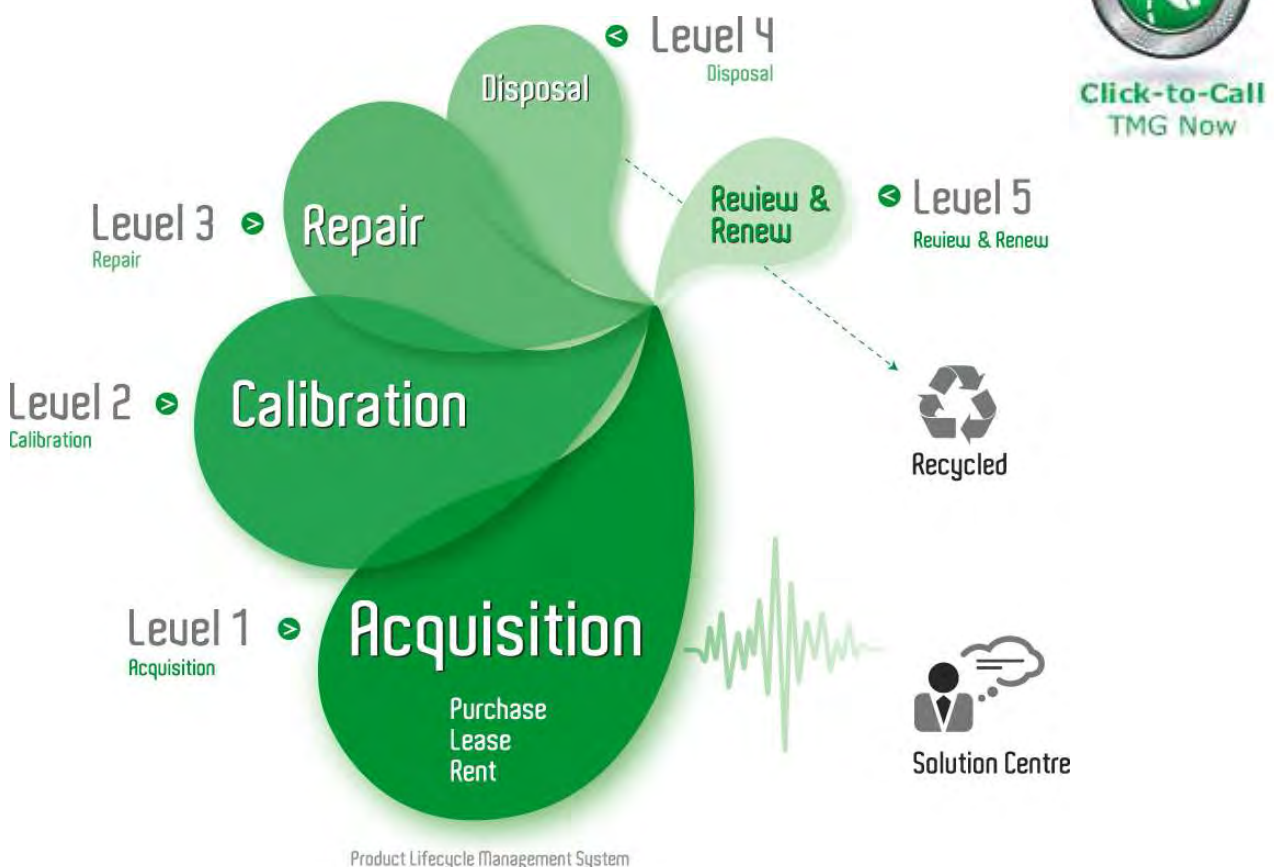 Level 4
Disposal
Disposal
Click-to-Call
TMG Now
Level 3
Repair
Repair
Review &
Renew
Level 5
Review & Renew
Level 2
Calibration
Calibration
Recycled
Level 1
Acquisition
Acquisition
Purchase
Lease
Rent
Solution Centre
Product Lifecycle Management System